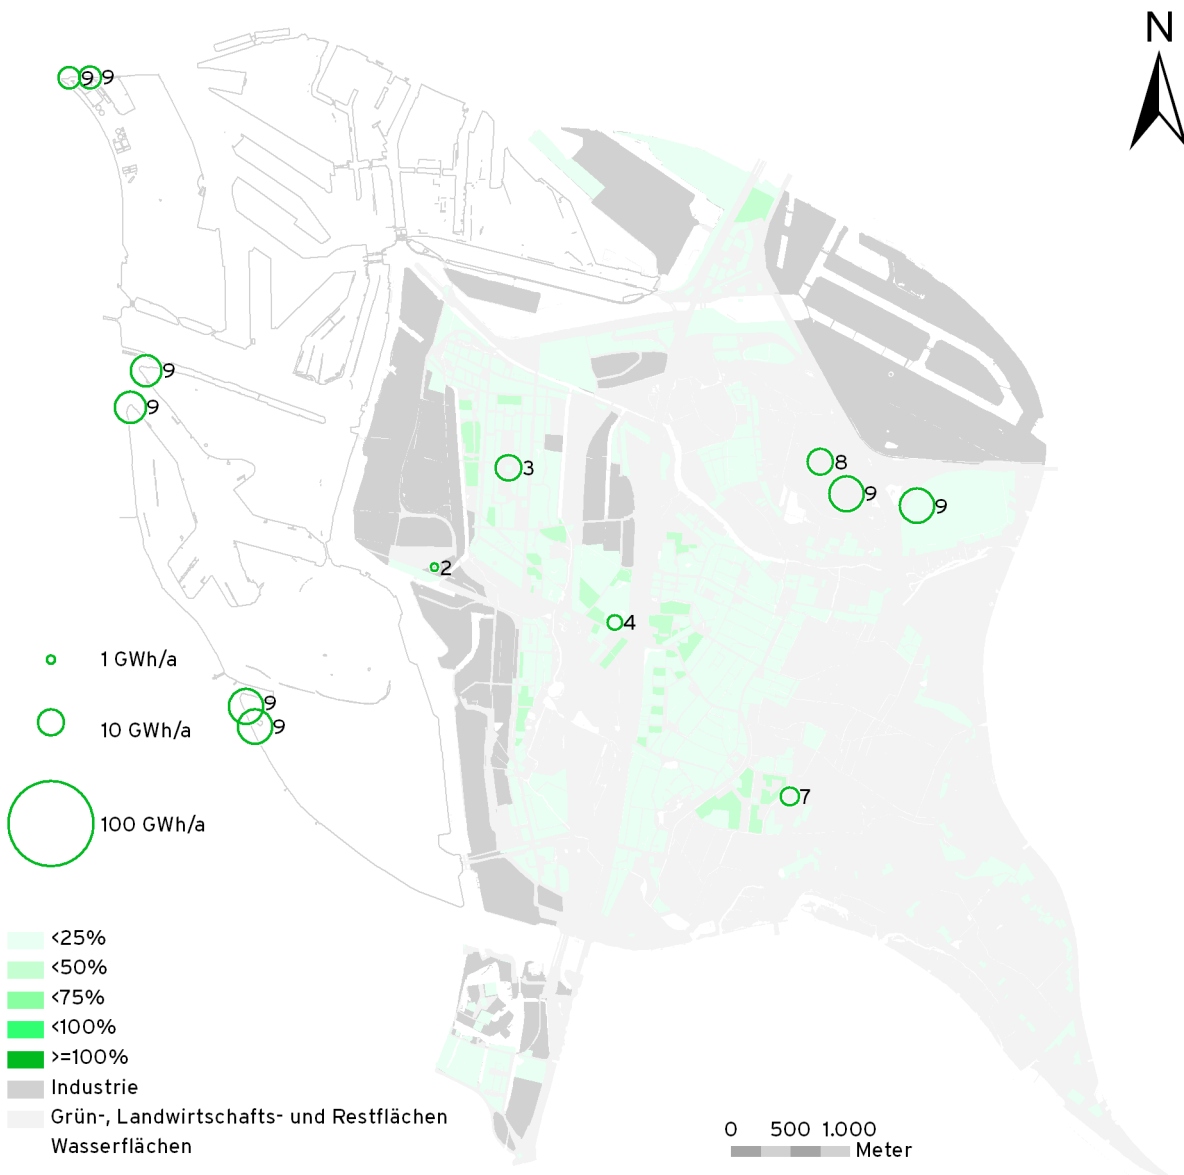 N
9 9
9
9
3
8
9
9
2
4
9
9
7
1 GWh/a
10 GWh/a
100 GWh/a
<25%
<50%
<75%
<100%
>=100%
Industrie
Grün-, Landwirtschafts- und Restflächen
Wasserflächen
0 500 1.000
Meter